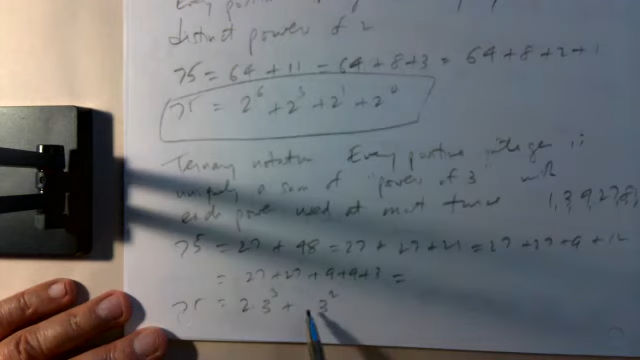 Every positive
distinct power of 2
75 = 64 + 11 = 64 + 8 + 3 = 64 + 8 + 2 + 1
75 = 2^6 + 2^3 + 2^1 + 2^0
Ternary notation Every positive integer is
uniquely a sum of "powers of 3" with
each power used at most twice 1, 3, 9, 27, 81
75 = 27 + 48 = 27 + 27 + 21 = 27 + 27 + 9 + 12
= 27 + 27 + 9 + 9 + 3 =
75 = 2·3^3 + 3^2